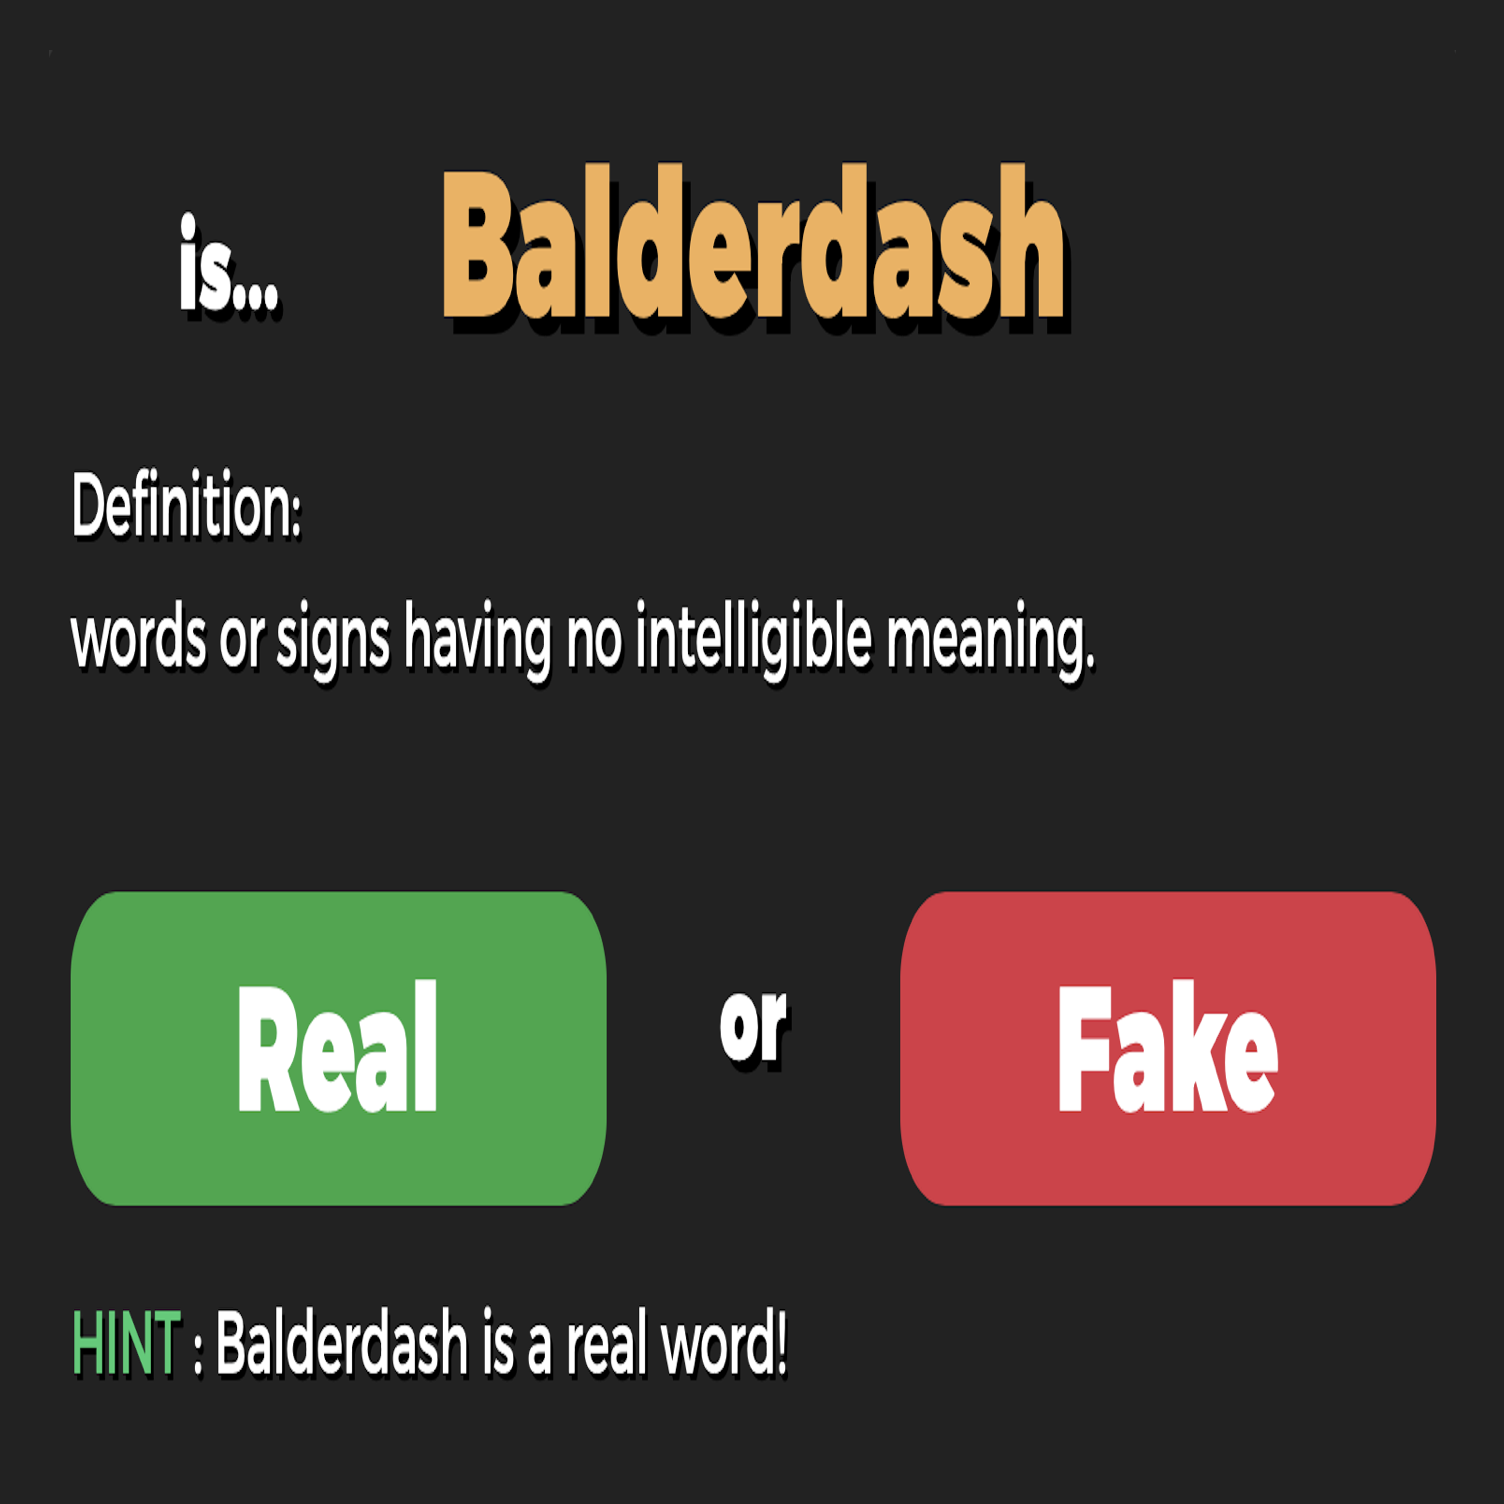 is... Balderdash
Definition:
words or signs having no intelligible meaning.
Real or Fake
HINT : Balderdash is a real word!